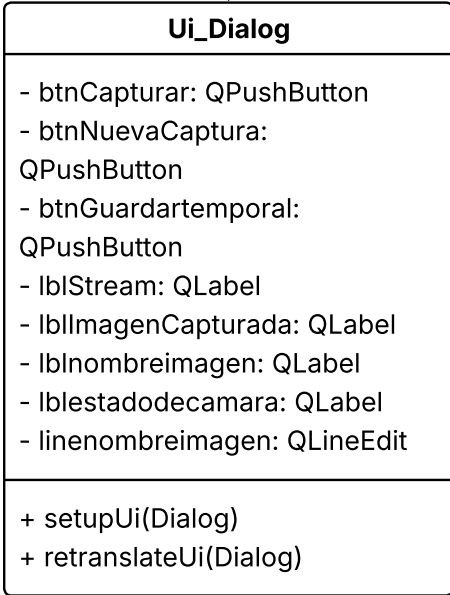 Ui_Dialog
- btnCapturar: QPushButton
- btnNuevaCaptura:
QPushButton
- btnGuardartemporal:
QPushButton
- lblStream: QLabel
- lblImagenCapturada: QLabel
- lblnombreimagen: QLabel
- lblestadodecamara: QLabel
- linenombreimagen: QLineEdit
+ setupUi(Dialog)
+ retranslateUi(Dialog)